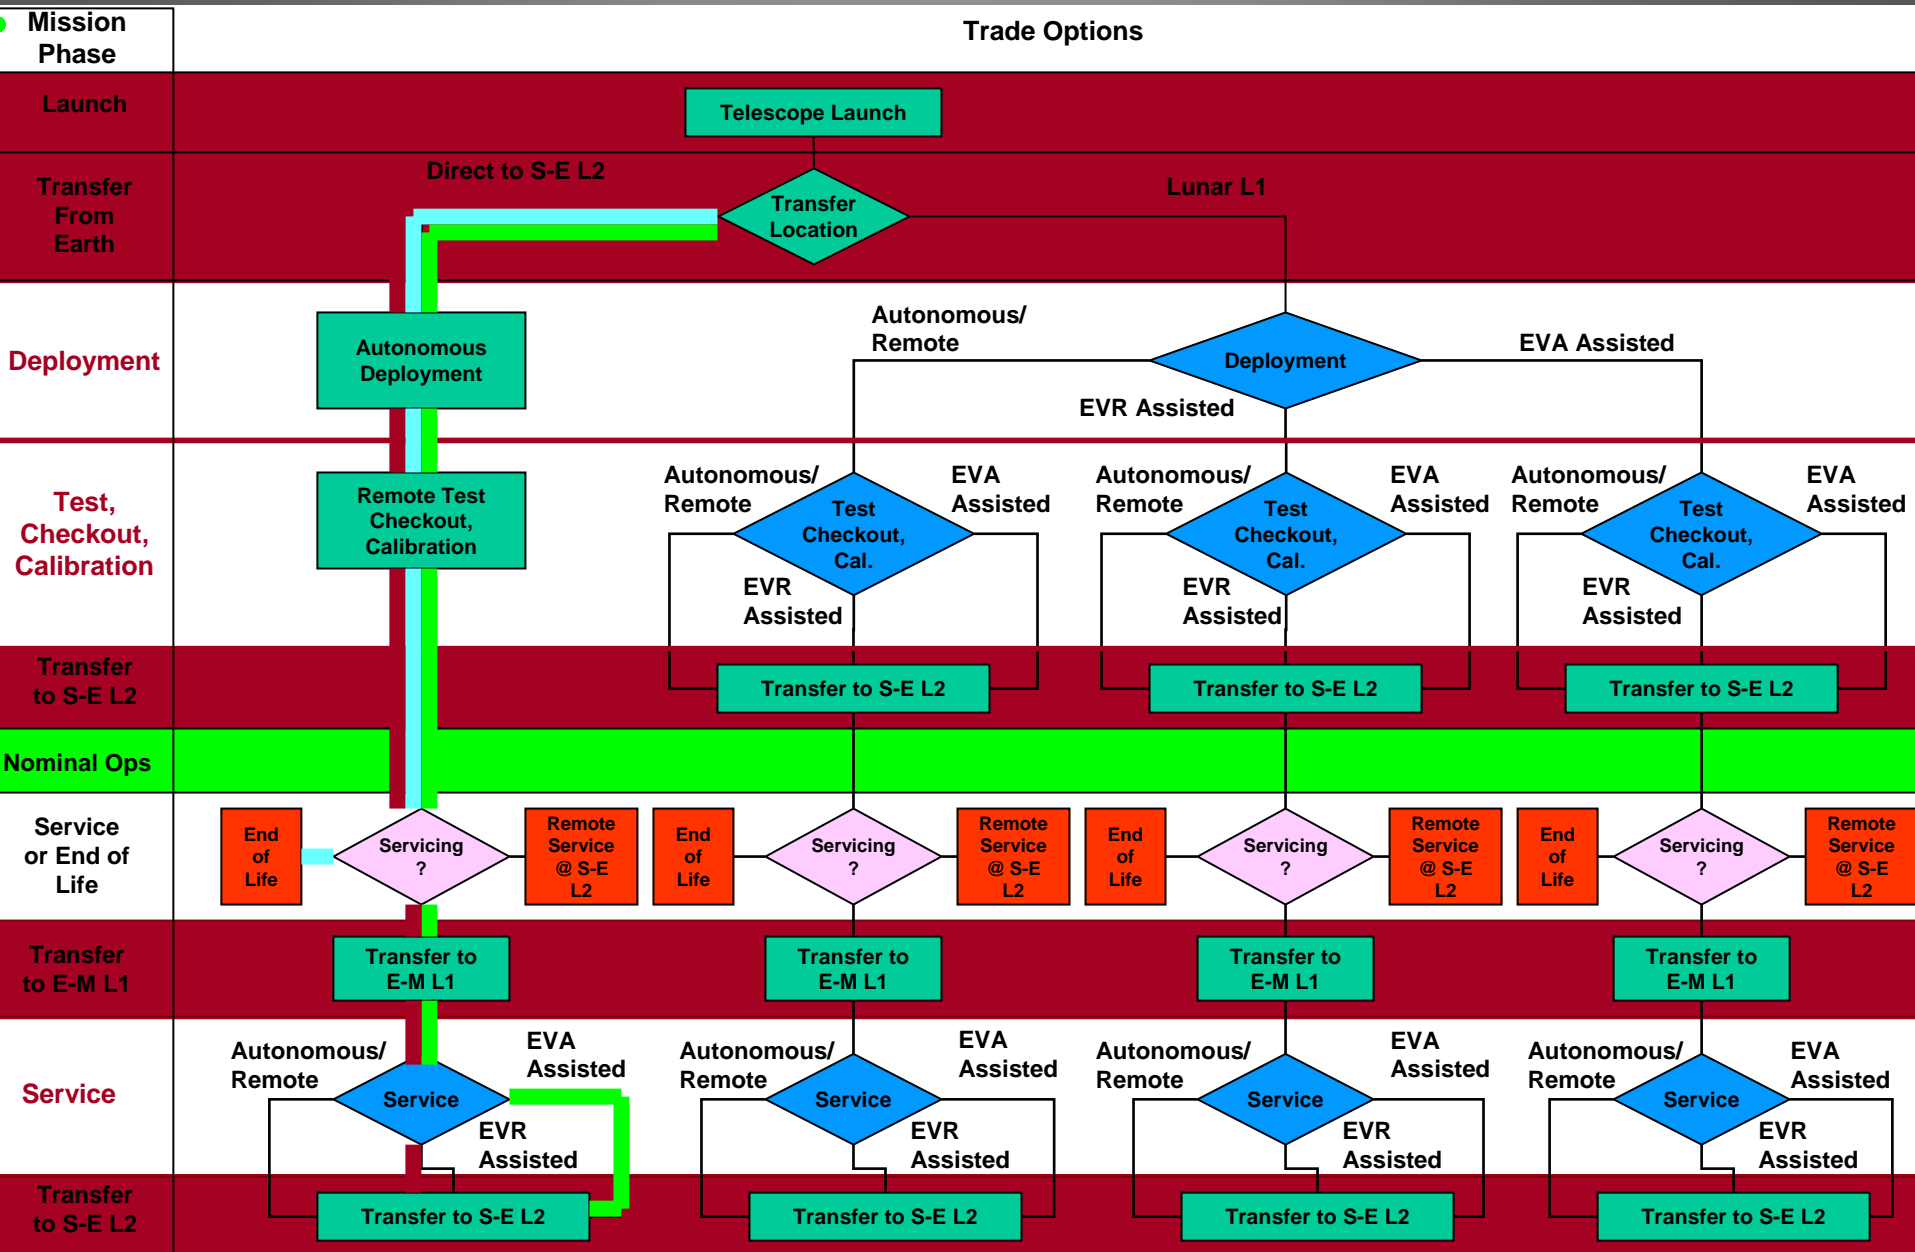 Mission
Phase
Trade Options
Launch
Telescope Launch
Transfer
From
Earth
Direct to S-E L2
Transfer
Location
Lunar L1
Deployment
Autonomous
Deployment
Autonomous/
Remote
Deployment
EVA Assisted
EVR Assisted
Test,
Checkout,
Calibration
Remote Test
Checkout,
Calibration
Autonomous/
Remote
Test
Checkout,
Cal.
EVA
Assisted
EVR
Assisted
Autonomous/
Remote
Test
Checkout,
Cal.
EVA
Assisted
EVR
Assisted
Autonomous/
Remote
Test
Checkout,
Cal.
EVA
Assisted
EVR
Assisted
Transfer
to S-E L2
Transfer to S-E L2
Transfer to S-E L2
Transfer to S-E L2
Nominal Ops
Service
or End of
Life
End
of
Life
Servicing
?
Remote
Service
@ S-E
L2
End
of
Life
Servicing
?
Remote
Service
@ S-E
L2
End
of
Life
Servicing
?
Remote
Service
@ S-E
L2
End
of
Life
Servicing
?
Remote
Service
@ S-E
L2
Transfer
to E-M L1
Transfer to
E-M L1
Transfer to
E-M L1
Transfer to
E-M L1
Transfer to
E-M L1
Service
Autonomous/
Remote
Service
EVA
Assisted
EVR
Assisted
Autonomous/
Remote
Service
EVA
Assisted
EVR
Assisted
Autonomous/
Remote
Service
EVA
Assisted
EVR
Assisted
Autonomous/
Remote
Service
EVA
Assisted
EVR
Assisted
Transfer
to S-E L2
Transfer to S-E L2
Transfer to S-E L2
Transfer to S-E L2
Transfer to S-E L2